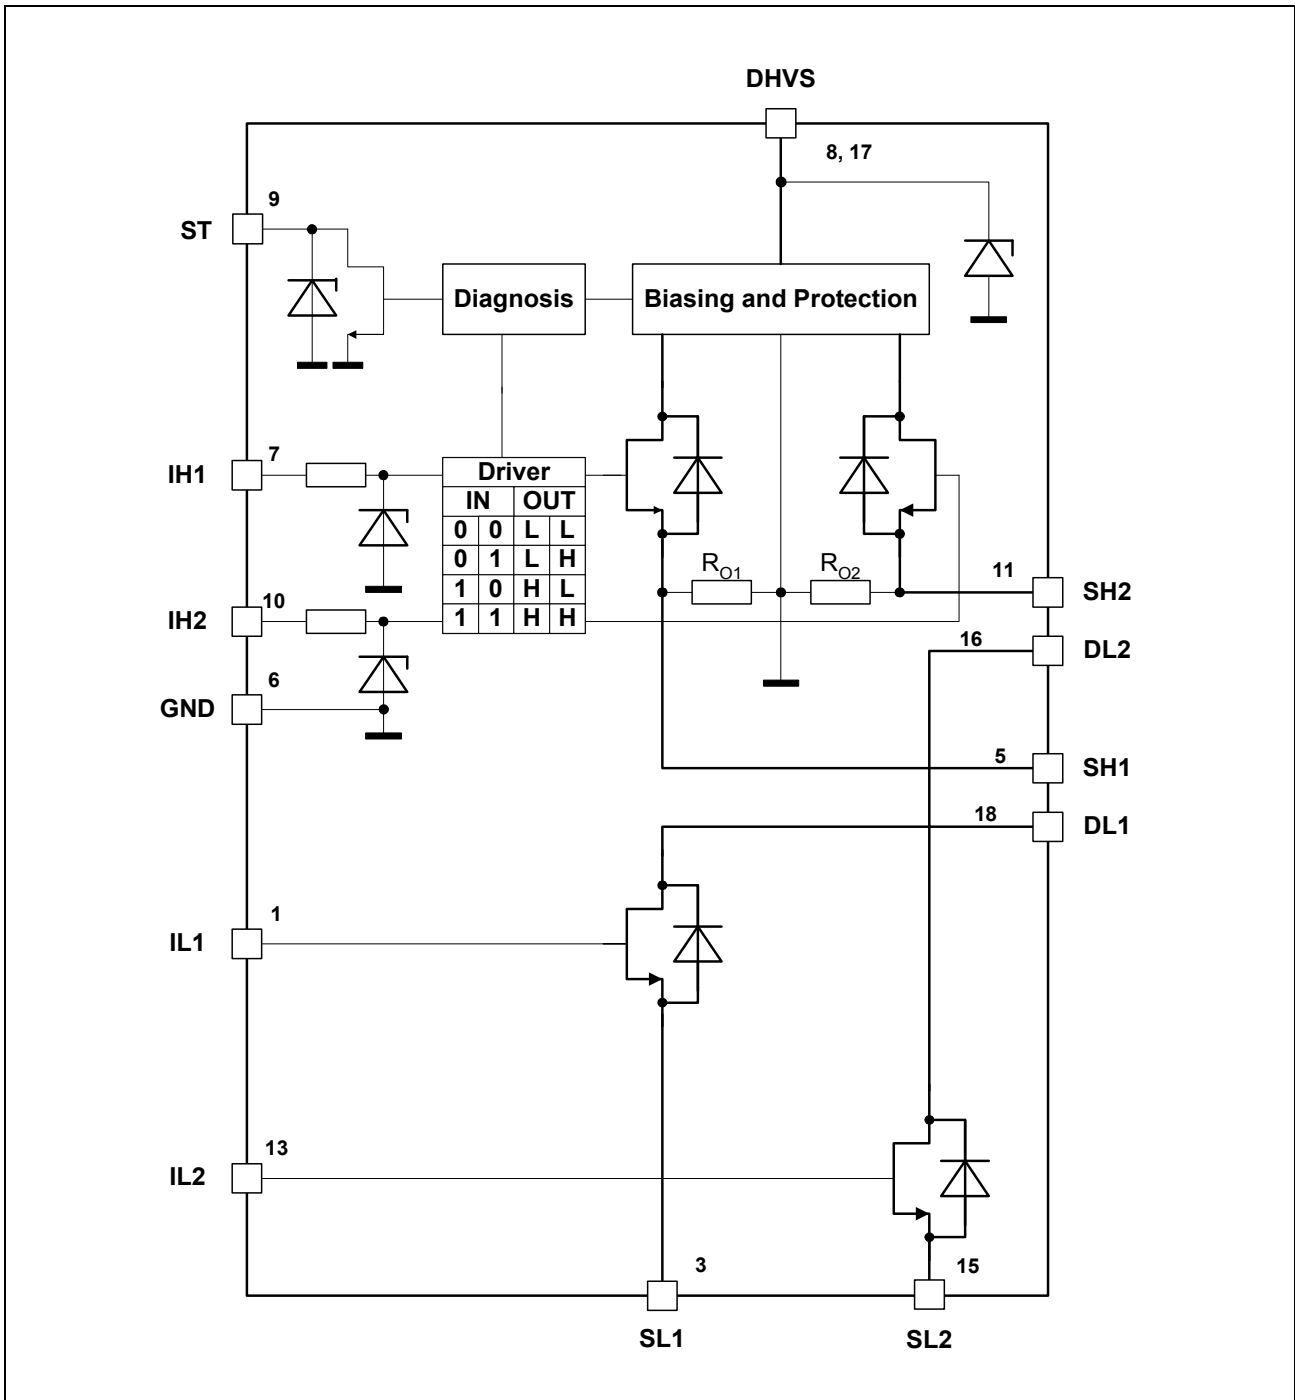 DHVS
8, 17
9
ST
Diagnosis
Biasing and Protection
7
IH1
Driver
IN OUT
0 0 L L
0 1 L H
1 0 H L
1 1 H H
RO1
RO2
11
SH2
10
IH2
16
DL2
6
GND
5
SH1
18
DL1
1
IL1
13
IL2
3
15
SL1
SL2